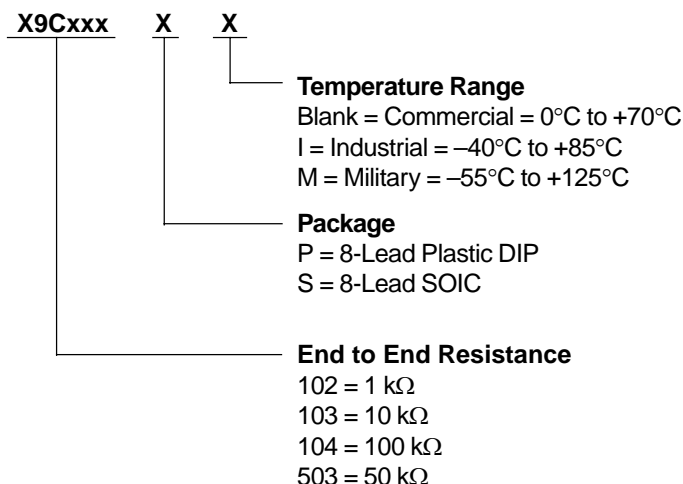 X9Cxxx X X
Temperature Range
Blank = Commercial = 0°C to +70°C
I = Industrial = –40°C to +85°C
M = Military = –55°C to +125°C
Package
P = 8-Lead Plastic DIP
S = 8-Lead SOIC
End to End Resistance
102 = 1 kΩ
103 = 10 kΩ
104 = 100 kΩ
503 = 50 kΩ